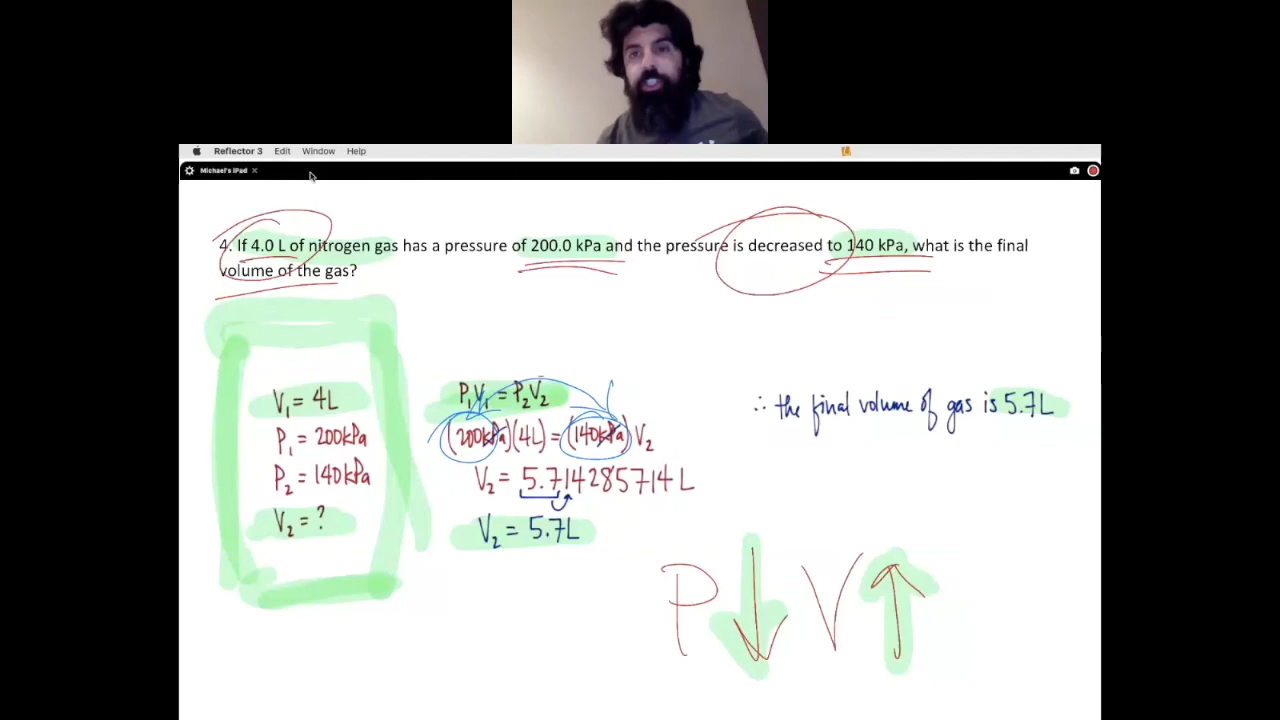 Reflector 3 Edit Window Help
Michael's iPad
4. If 4.0 L of nitrogen gas has a pressure of 200.0 kPa and the pressure is decreased to 140 kPa, what is the final
volume of the gas?
V₁ = 4L
P₁ = 200kPa
P₂ = 140kPa
V₂ = ?
P₁V₁ = P₂V₂
(200kPa)(4L) = (140kPa)V₂
V₂ = 5.714285714L
V₂ = 5.7L
∴ the final volume of gas is 5.7L
P↓ V↑